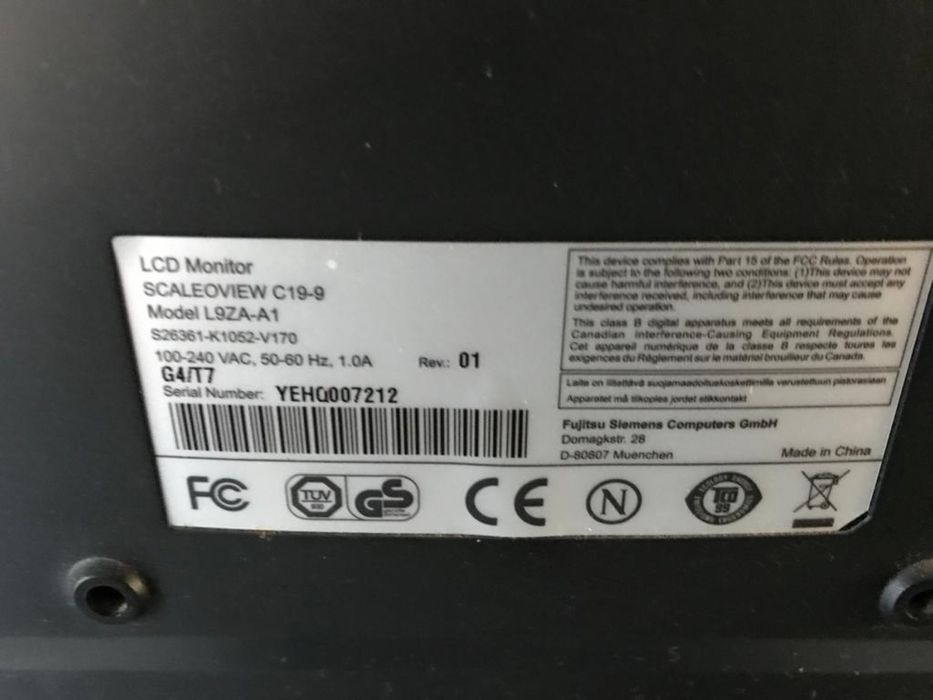 LCD Monitor
SCALEOVIEW C19-9
Model L9ZA-A1
S26361-K1052-V170
100-240 VAC, 50-60 Hz, 1.0A Rev.: 01
G4/T7
Serial Number: YEHQ007212
This device complies with Part 15 of the FCC Rules. Operation
is subject to the following two conditions: (1)This device may not
cause harmful interference, and (2)This device must accept any
interference received, including interference that may cause
undesired operation.
This class B digital apparatus meets all requirements of the
Canadian Interference-Causing Equipment Regulations.
Cet appareil numérique de la classe B respecte toures les
exigences du Règlement sur le matériel brouilleur du Canada.
Laite on liitettävä suojamaadoituskoskettimilla varustettuun pistorasiaan
Apparatet må tilkoples jordet stikkontakt
Fujitsu Siemens Computers GmbH
Domagkstr. 28
D-80807 Muenchen Made in China
FC TÜV GS CE N TCO 99